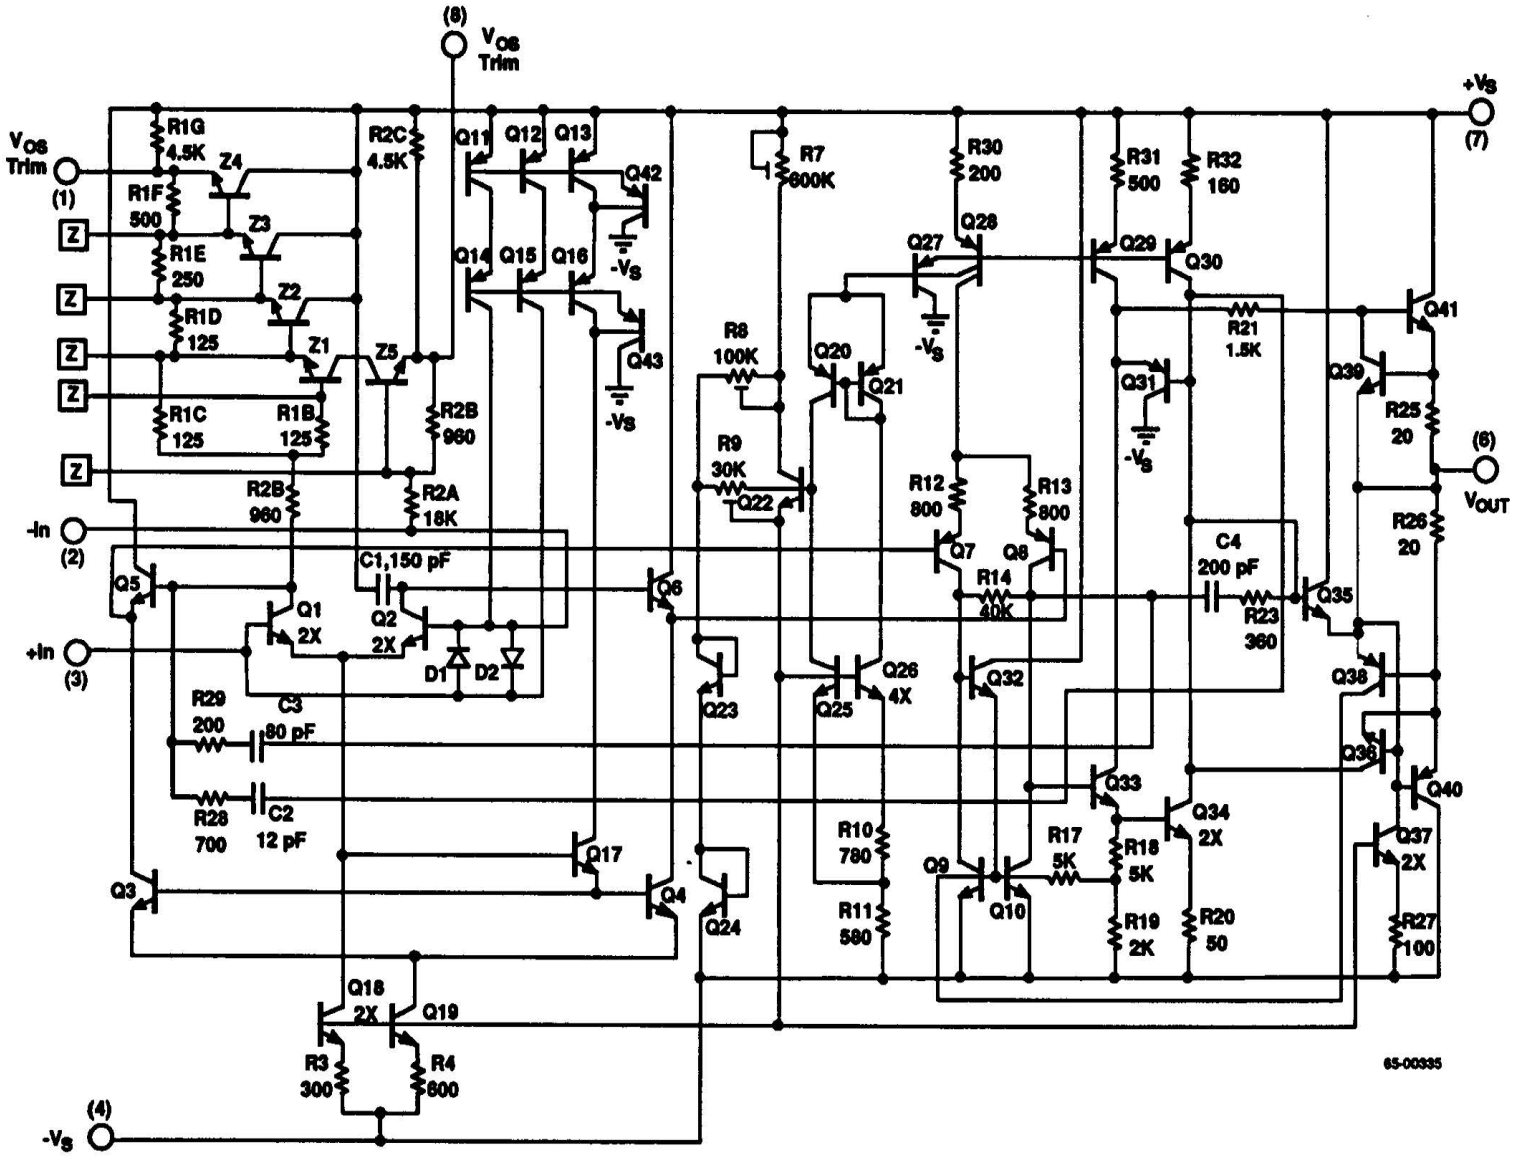 (8)
V OS
Trim
+Vs
(7)
V OS
Trim
(1)
R1G
4.5K
Z4
R2C
4.5K
Q11
Q12
Q13
Q42
R7
600K
R30
200
R31
500
R32
160
R1F
500
Z
Z3
-Vs
Q28
Q27
Q29
Q30
R1E
250
Z
Z2
Q14
Q15
Q16
Q43
-Vs
Q41
R1D
125
Z
Z1
Z5
R8
100K
-Vs
Q20
Q21
R21
1.5K
Q31
Q39
R25
20
Z
R1C
125
R1B
125
R2B
960
R9
30K
-Vs
(6)
VOUT
Z
R2B
960
R2A
18K
Q22
R12
800
R13
800
R26
20
-In
(2)
C1,150 pF
Q7
Q8
C4
200 pF
Q5
Q1
2X
Q2
2X
Q6
R14
40K
R23
360
Q35
+In
(3)
D1
D2
Q23
Q25
Q26
4X
Q32
Q38
R29
200
C3
80 pF
Q36
R28
700
C2
12 pF
Q33
Q34
2X
Q40
Q37
2X
Q17
R10
780
Q9
Q10
R17
5K
R18
5K
Q3
Q4
Q24
R11
580
R19
2K
R20
50
R27
100
Q18
2X
Q19
R3
300
R4
600
65-00335
(4)
-Vs